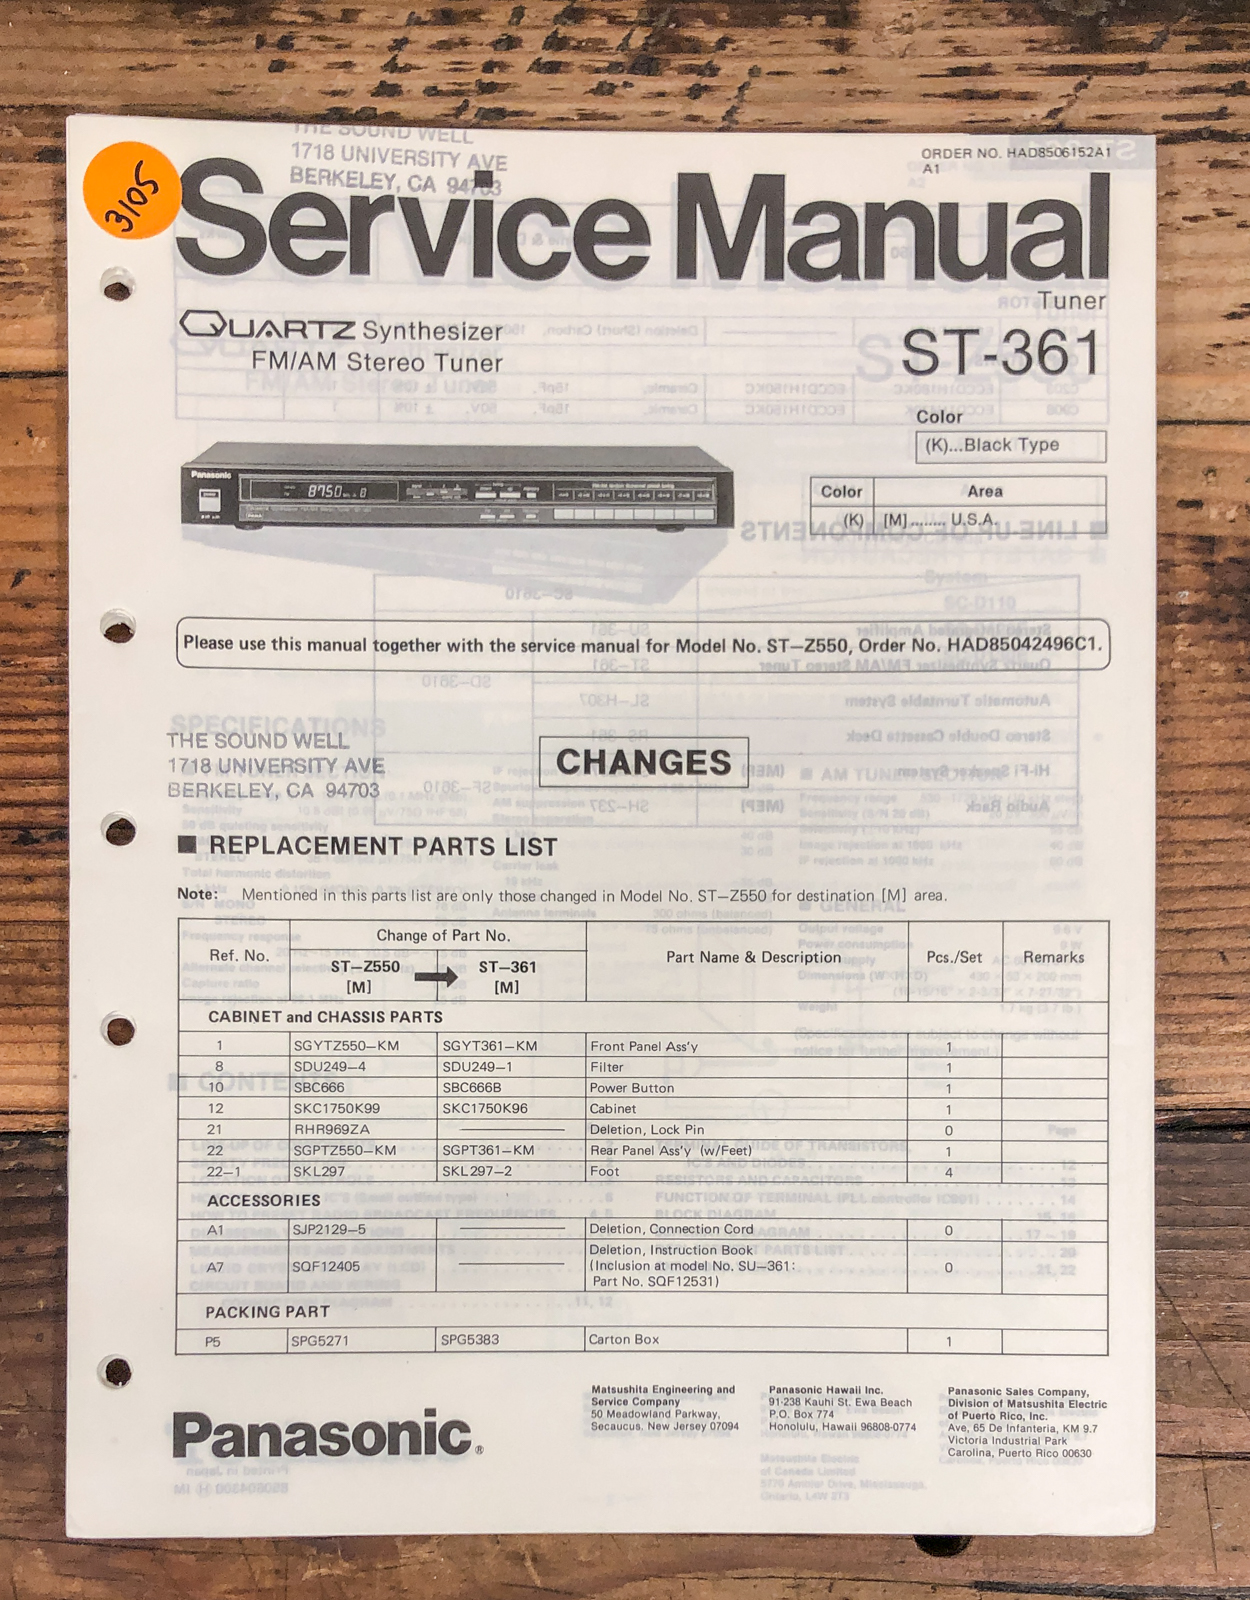 THE SOUND WELL
1718 UNIVERSITY AVE
BERKELEY, CA 94703
ORDER NO. HAD8506152A1
A1
3105
Service Manual
Tuner
QUARTZ Synthesizer
FM/AM Stereo Tuner
ST-361
Color
(K)...Black Type
Color Area
(K) [M]........ U.S.A.
Panasonic
8750
Please use this manual together with the service manual for Model No. ST–Z550, Order No. HAD85042496C1.
THE SOUND WELL
1718 UNIVERSITY AVE
BERKELEY, CA 94703
CHANGES
■ REPLACEMENT PARTS LIST
Note: Mentioned in this parts list are only those changed in Model No. ST–Z550 for destination [M] area.
Ref. No. Change of Part No. Part Name & Description Pcs./Set Remarks
ST–Z550 [M] ➡ ST–361 [M]
CABINET and CHASSIS PARTS
1 SGYTZ550–KM SGYT361–KM Front Panel Ass'y 1
8 SDU249–4 SDU249–1 Filter 1
10 SBC666 SBC666B Power Button 1
12 SKC1750K99 SKC1750K96 Cabinet 1
21 RHR969ZA ———— Deletion, Lock Pin 0
22 SGPTZ550–KM SGPT361–KM Rear Panel Ass'y (w/Feet) 1
22–1 SKL297 SKL297–2 Foot 4
ACCESSORIES
A1 SJP2129–5 ———— Deletion, Connection Cord 0
A7 SQF12405 ———— Deletion, Instruction Book 0
(Inclusion at model No. SU–361:
Part No. SQF12531)
PACKING PART
P5 SPG5271 SPG5383 Carton Box 1
Panasonic®
Matsushita Engineering and
Service Company
50 Meadowland Parkway,
Secaucus, New Jersey 07094
Panasonic Hawaii Inc.
91-238 Kauhi St. Ewa Beach
P.O. Box 774
Honolulu, Hawaii 96808-0774
Panasonic Sales Company,
Division of Matsushita Electric
of Puerto Rico, Inc.
Ave, 65 De Infanteria, KM 9.7
Victoria Industrial Park
Carolina, Puerto Rico 00630